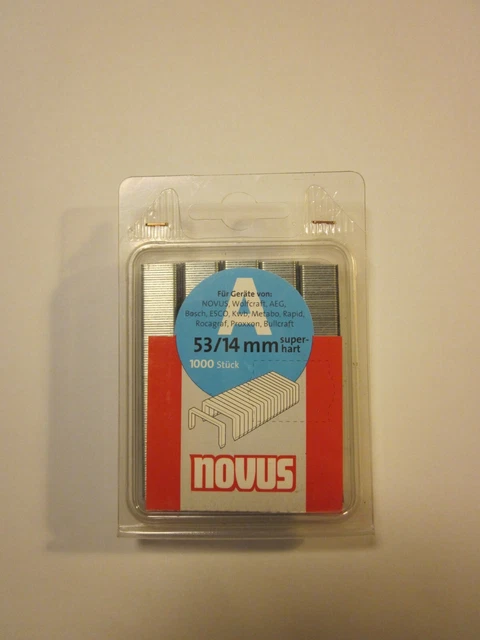 A
Für Geräte von:
NOVUS, Wolfcraft, AEG,
Bosch, ESCO, Kwb, Metabo, Rapid,
Rocagraf, Proxxon, Bullcraft
53/14 mm super-
hart
1000 Stück
NOVUS